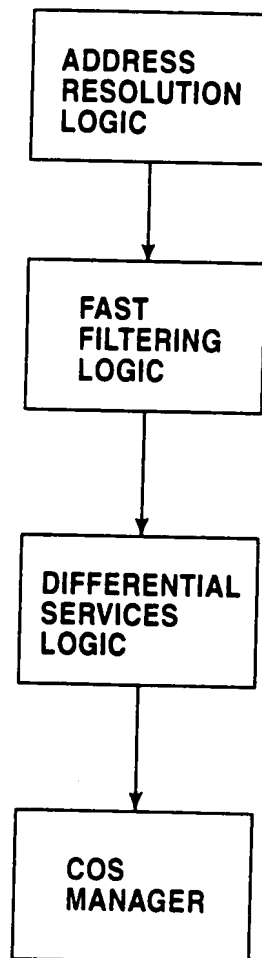 ADDRESS
RESOLUTION
LOGIC
FAST
FILTERING
LOGIC
DIFFERENTIAL
SERVICES
LOGIC
COS
MANAGER